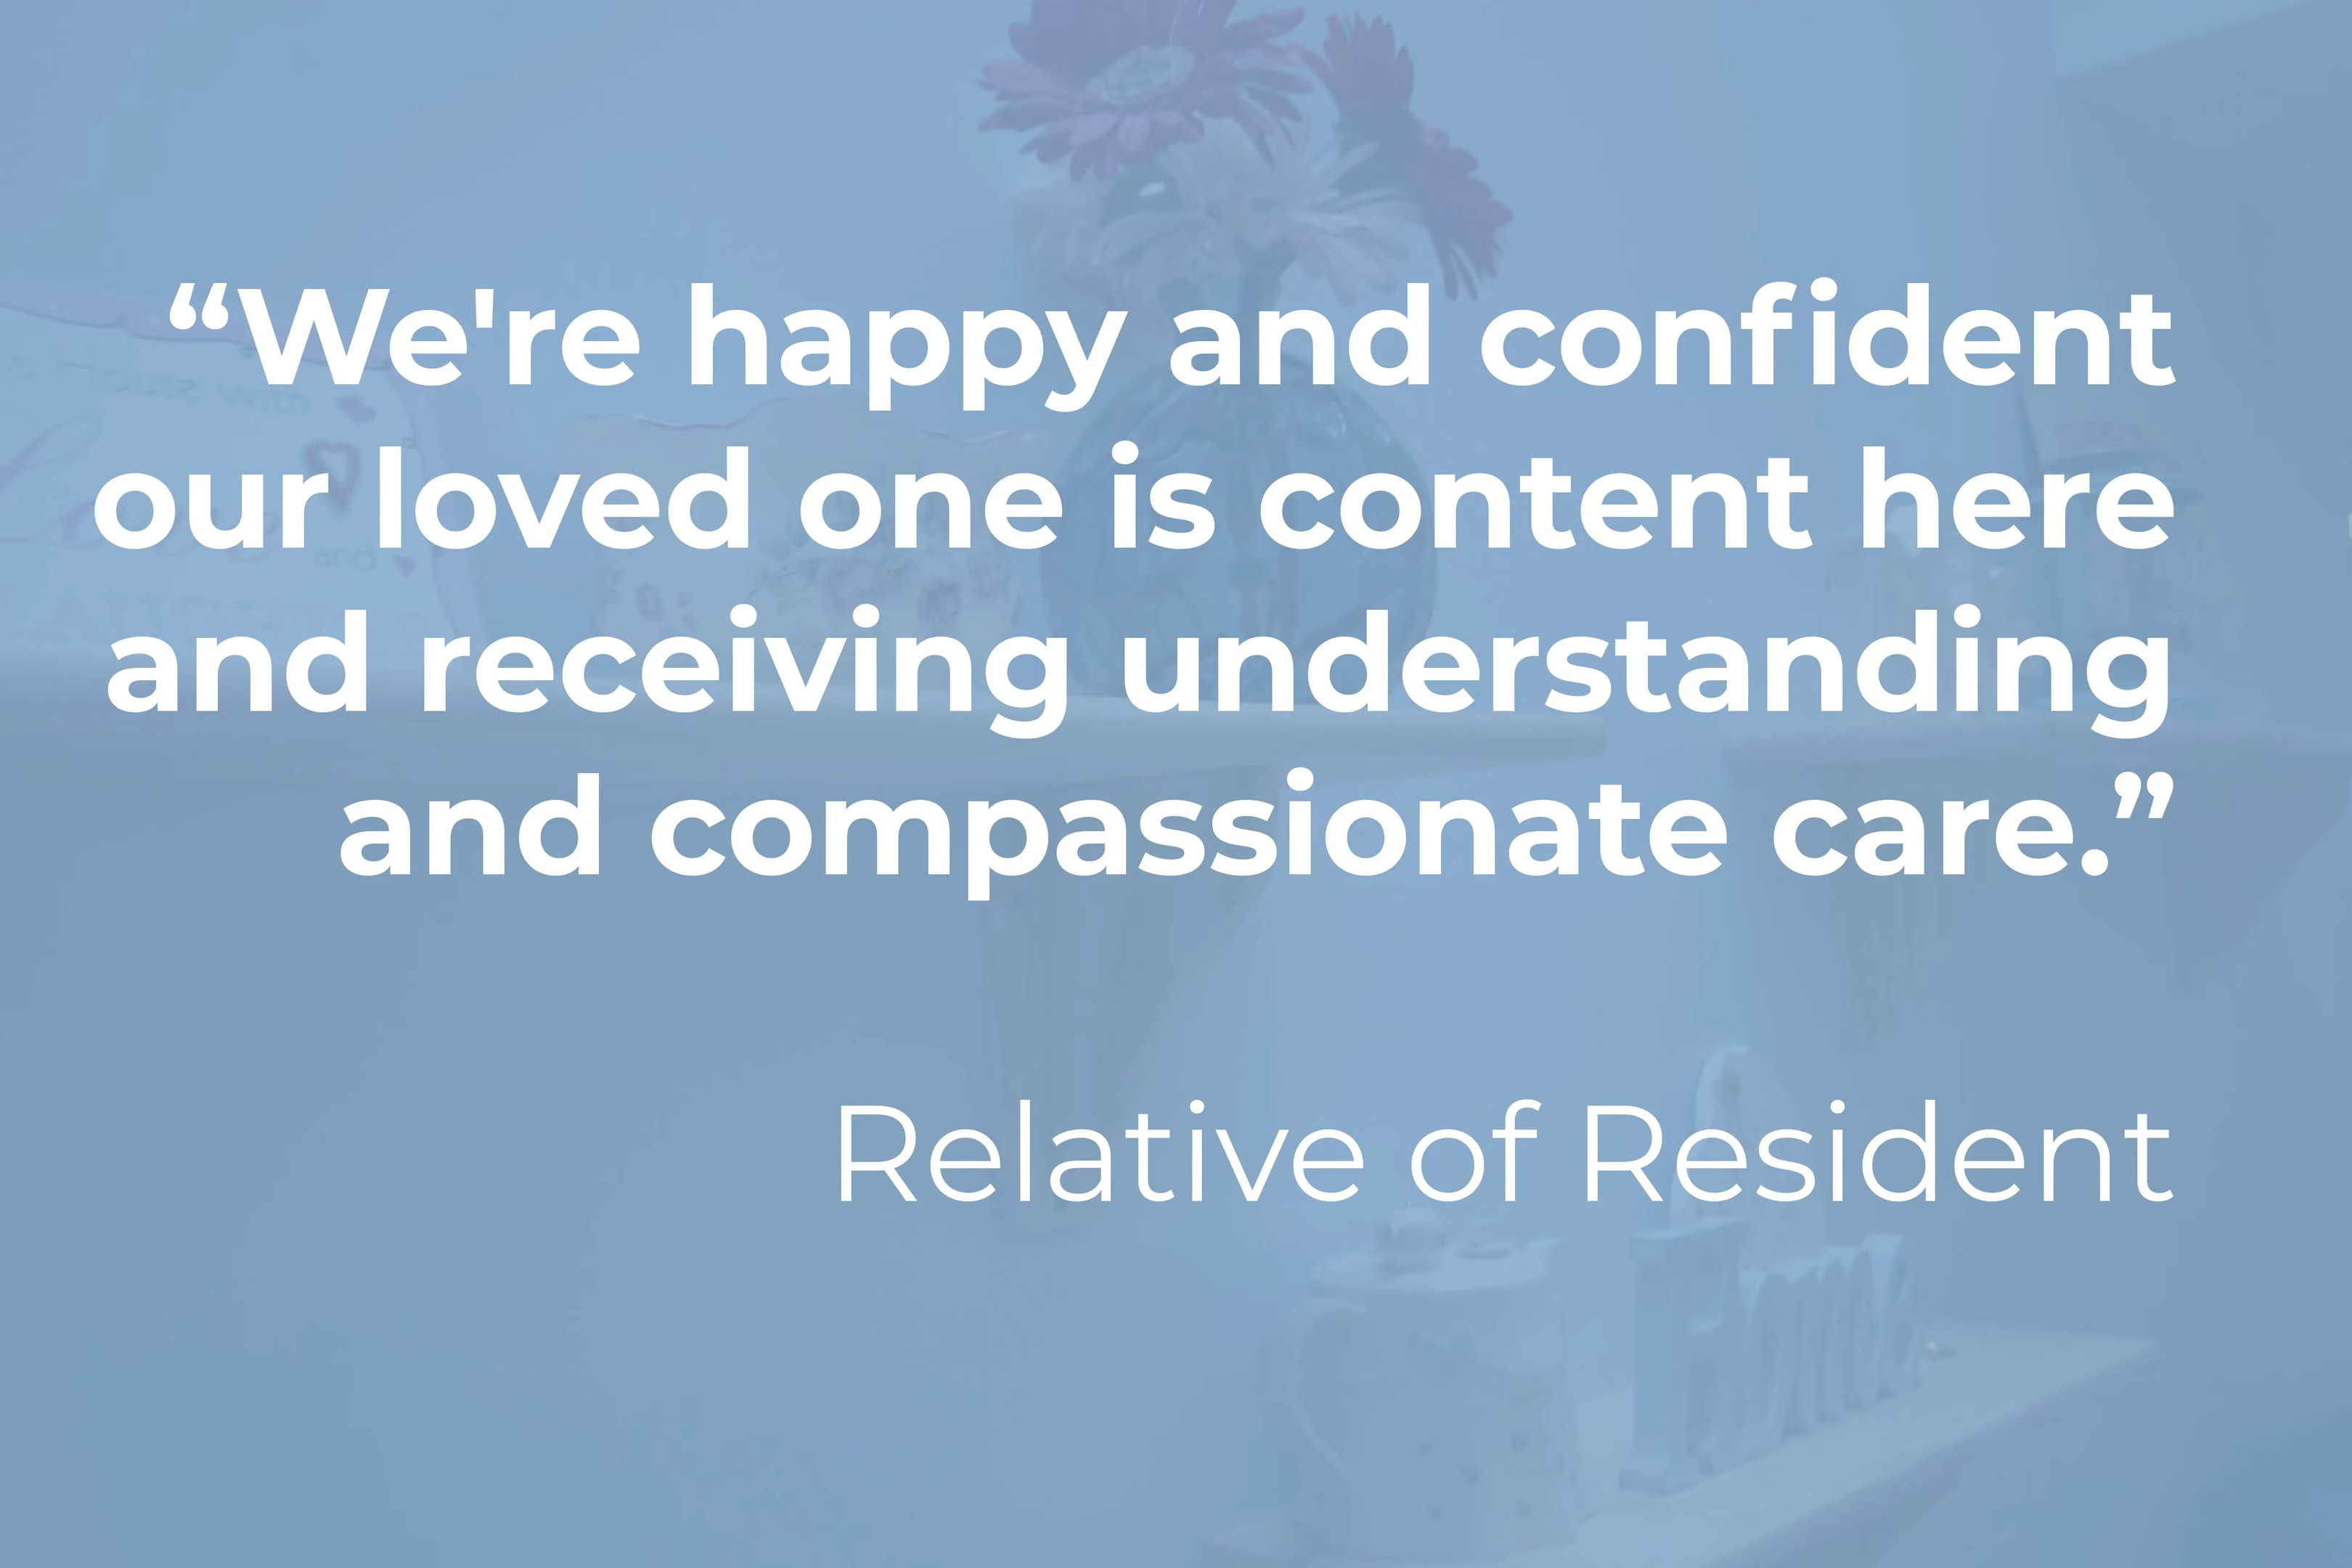 “We're happy and confident
our loved one is content here
and receiving understanding
and compassionate care.”
Relative of Resident